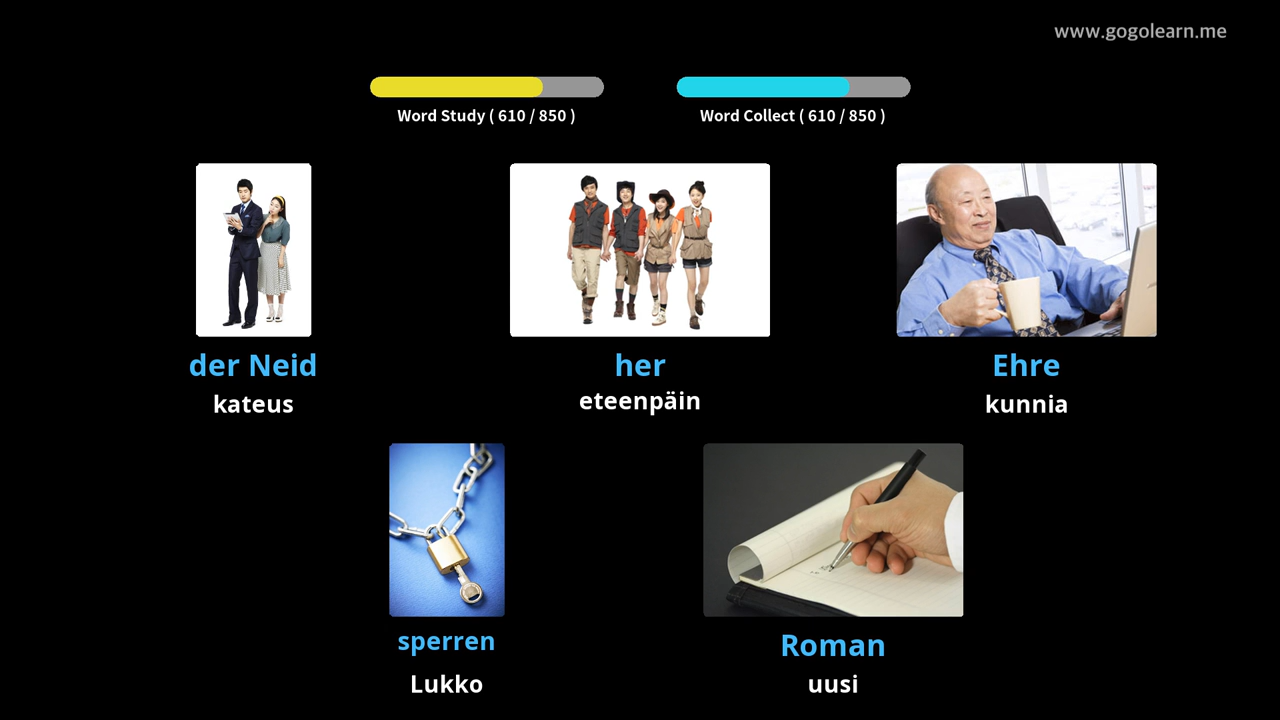 www.gogolearn.me
Word Study ( 610 / 850 )
Word Collect ( 610 / 850 )
der Neid
kateus
her
eteenpäin
Ehre
kunnia
sperren
Lukko
Roman
uusi